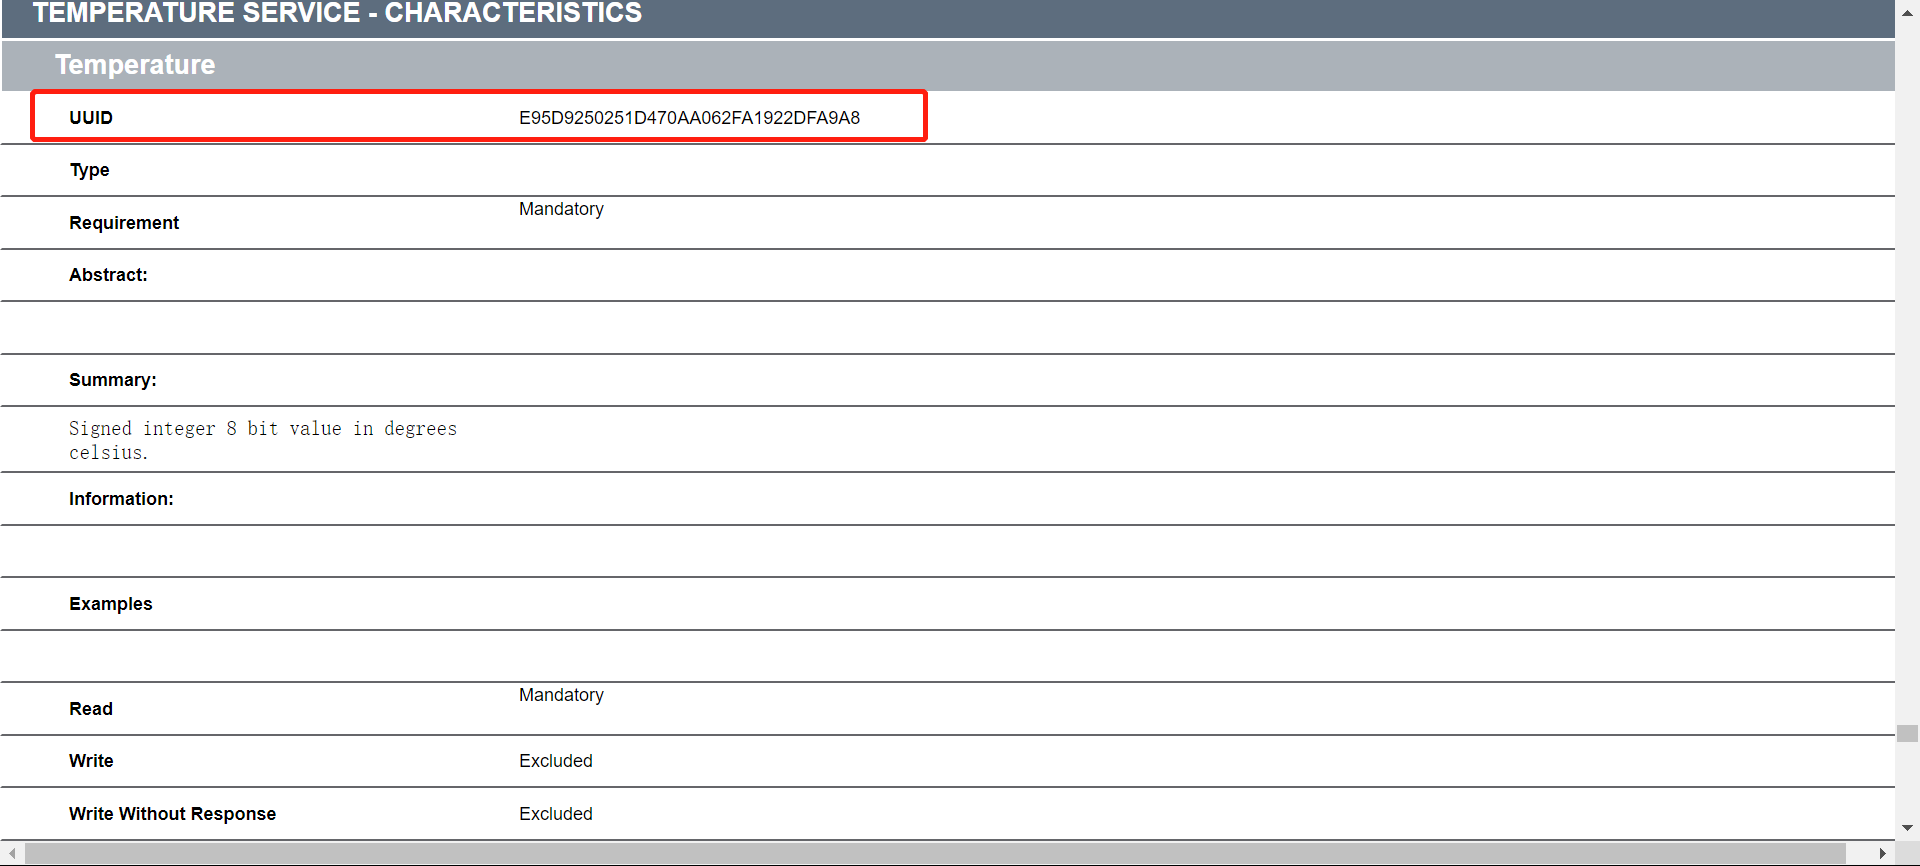 TEMPERATURE SERVICE - CHARACTERISTICS
Temperature
UUID E95D9250251D470AA062FA1922DFA9A8
Type
Requirement Mandatory
Abstract:
Summary:
Signed integer 8 bit value in degrees
celsius.
Information:
Examples
Read Mandatory
Write Excluded
Write Without Response Excluded